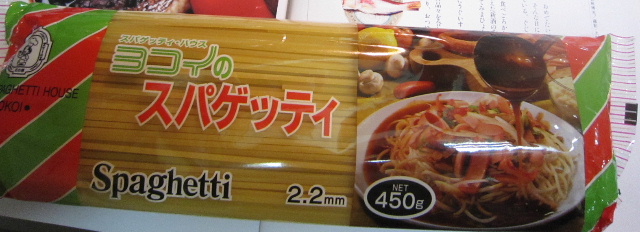 スパゲッティ・ハウス
ヨコイの
スパゲッティ
SPAGHETTI HOUSE
YOKOI
Spaghetti
2.2mm
NET
450g